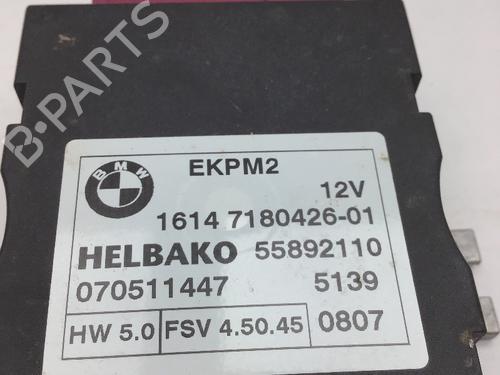 BMW
EKPM2
12V
1614 7180426-01
HELBAKO 55892110
070511447 5139
HW 5.0 FSV 4.50.45 0807
B-PARTS